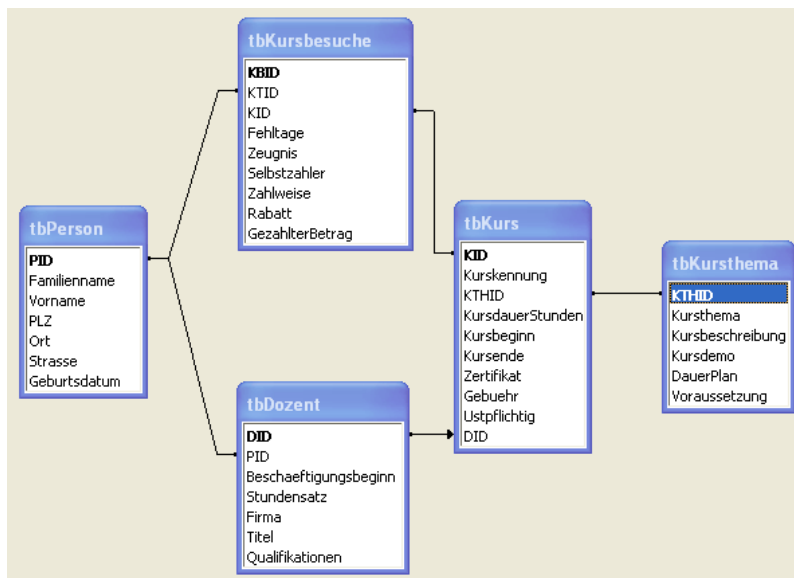 tbKursbesuche
KBID
KTID
KID
Fehltage
Zeugnis
Selbstzahler
Zahlweise
Rabatt
GezahlterBetrag
tbPerson
PID
Familienname
Vorname
PLZ
Ort
Strasse
Geburtsdatum
tbKurs
KID
Kurskennung
KTHID
KursdauerStunden
Kursbeginn
Kursende
Zertifikat
Gebuehr
Ustpflichtig
DID
tbKursthema
KTHID
Kursthema
Kursbeschreibung
Kursdemo
DauerPlan
Voraussetzung
tbDozent
DID
PID
Beschaeftigungsbeginn
Stundensatz
Firma
Titel
Qualifikationen